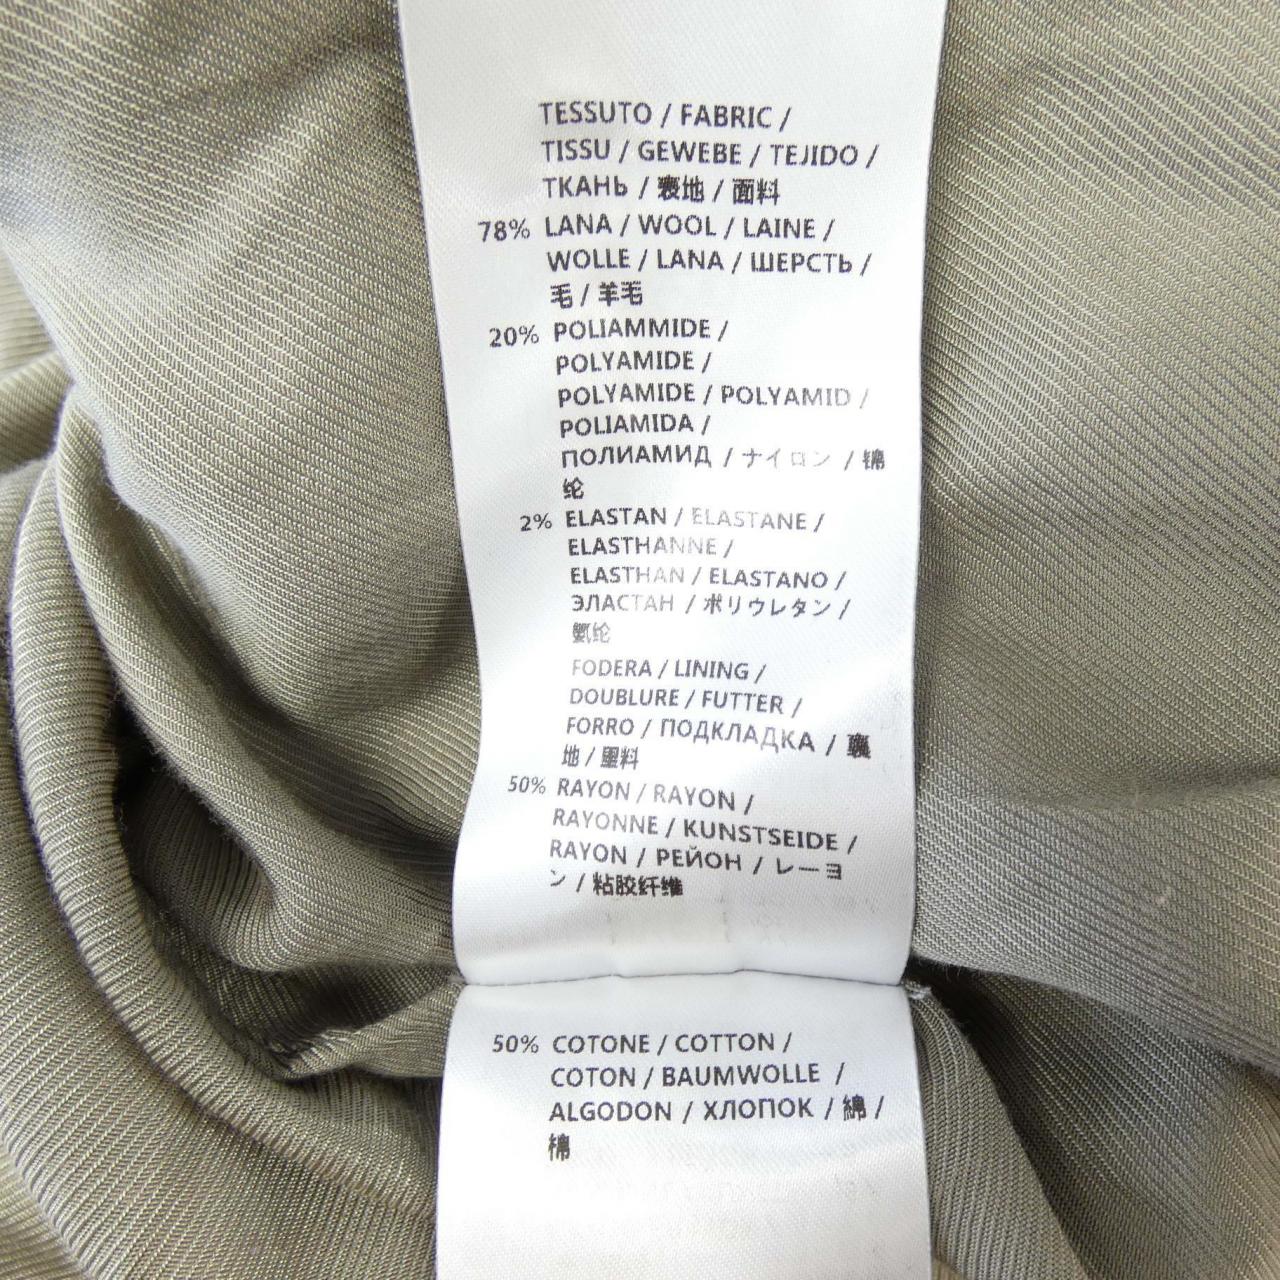 TESSUTO / FABRIC /
TISSU / GEWEBE / TEJIDO /
ТКАНЬ / 表地 / 面料
78% LANA / WOOL / LAINE /
WOLLE / LANA / ШЕРСТЬ /
毛 / 羊毛
20% POLIAMMIDE /
POLYAMIDE /
POLYAMIDE / POLYAMID /
POLIAMIDA /
ПОЛИАМИД / ナイロン / 锦
纶
2% ELASTAN / ELASTANE /
ELASTHANNE /
ELASTHAN / ELASTANO /
ЭЛАСТАН / ポリウレタン /
氨纶
FODERA / LINING /
DOUBLURE / FUTTER /
FORRO / ПОДКЛАДКА / 裏
地 / 里料
50% RAYON / RAYON /
RAYONNE / KUNSTSEIDE /
RAYON / РЕЙОН / レーヨ
ン / 粘胶纤维
50% COTONE / COTTON /
COTON / BAUMWOLLE /
ALGODON / ХЛОПОК / 綿 /
棉